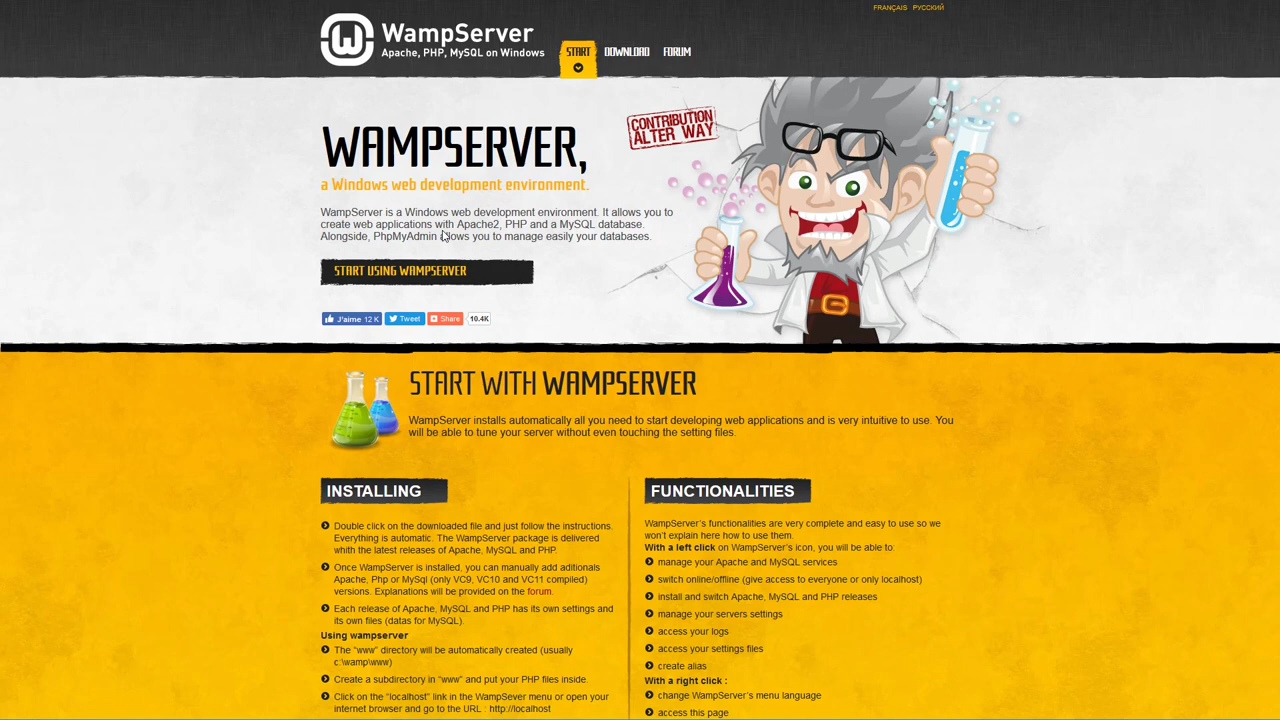 FRANÇAIS РУССКИЙ
WampServer
Apache, PHP, MySQL on Windows
START DOWNLOAD FORUM
CONTRIBUTION
ALTER WAY
WAMPSERVER,
a Windows web development environment.
WampServer is a Windows web development environment. It allows you to
create web applications with Apache2, PHP and a MySQL database.
Alongside, PhpMyAdmin allows you to manage easily your databases.
START USING WAMPSERVER
J'aime 12 K Tweet Share 10.4K
START WITH WAMPSERVER
WampServer installs automatically all you need to start developing web applications and is very intuitive to use. You
will be able to tune your server without even touching the setting files.
INSTALLING
Double click on the downloaded file and just follow the instructions.
Everything is automatic. The WampServer package is delivered
whith the latest releases of Apache, MySQL and PHP.
Once WampServer is installed, you can manually add aditionals
Apache, Php or MySql (only VC9, VC10 and VC11 compiled)
versions. Explanations will be provided on the forum.
Each release of Apache, MySQL and PHP has its own settings and
its own files (datas for MySQL).
Using wampserver
The “www” directory will be automatically created (usually
c:\wamp\www)
Create a subdirectory in “www” and put your PHP files inside.
Click on the “localhost” link in the WampSever menu or open your
internet browser and go to the URL : http://localhost
FUNCTIONALITIES
WampServer’s functionalities are very complete and easy to use so we
won’t explain here how to use them.
With a left click on WampServer’s icon, you will be able to:
manage your Apache and MySQL services
switch online/offline (give access to everyone or only localhost)
install and switch Apache, MySQL and PHP releases
manage your servers settings
access your logs
access your settings files
create alias
With a right click :
change WampServer’s menu language
access this page